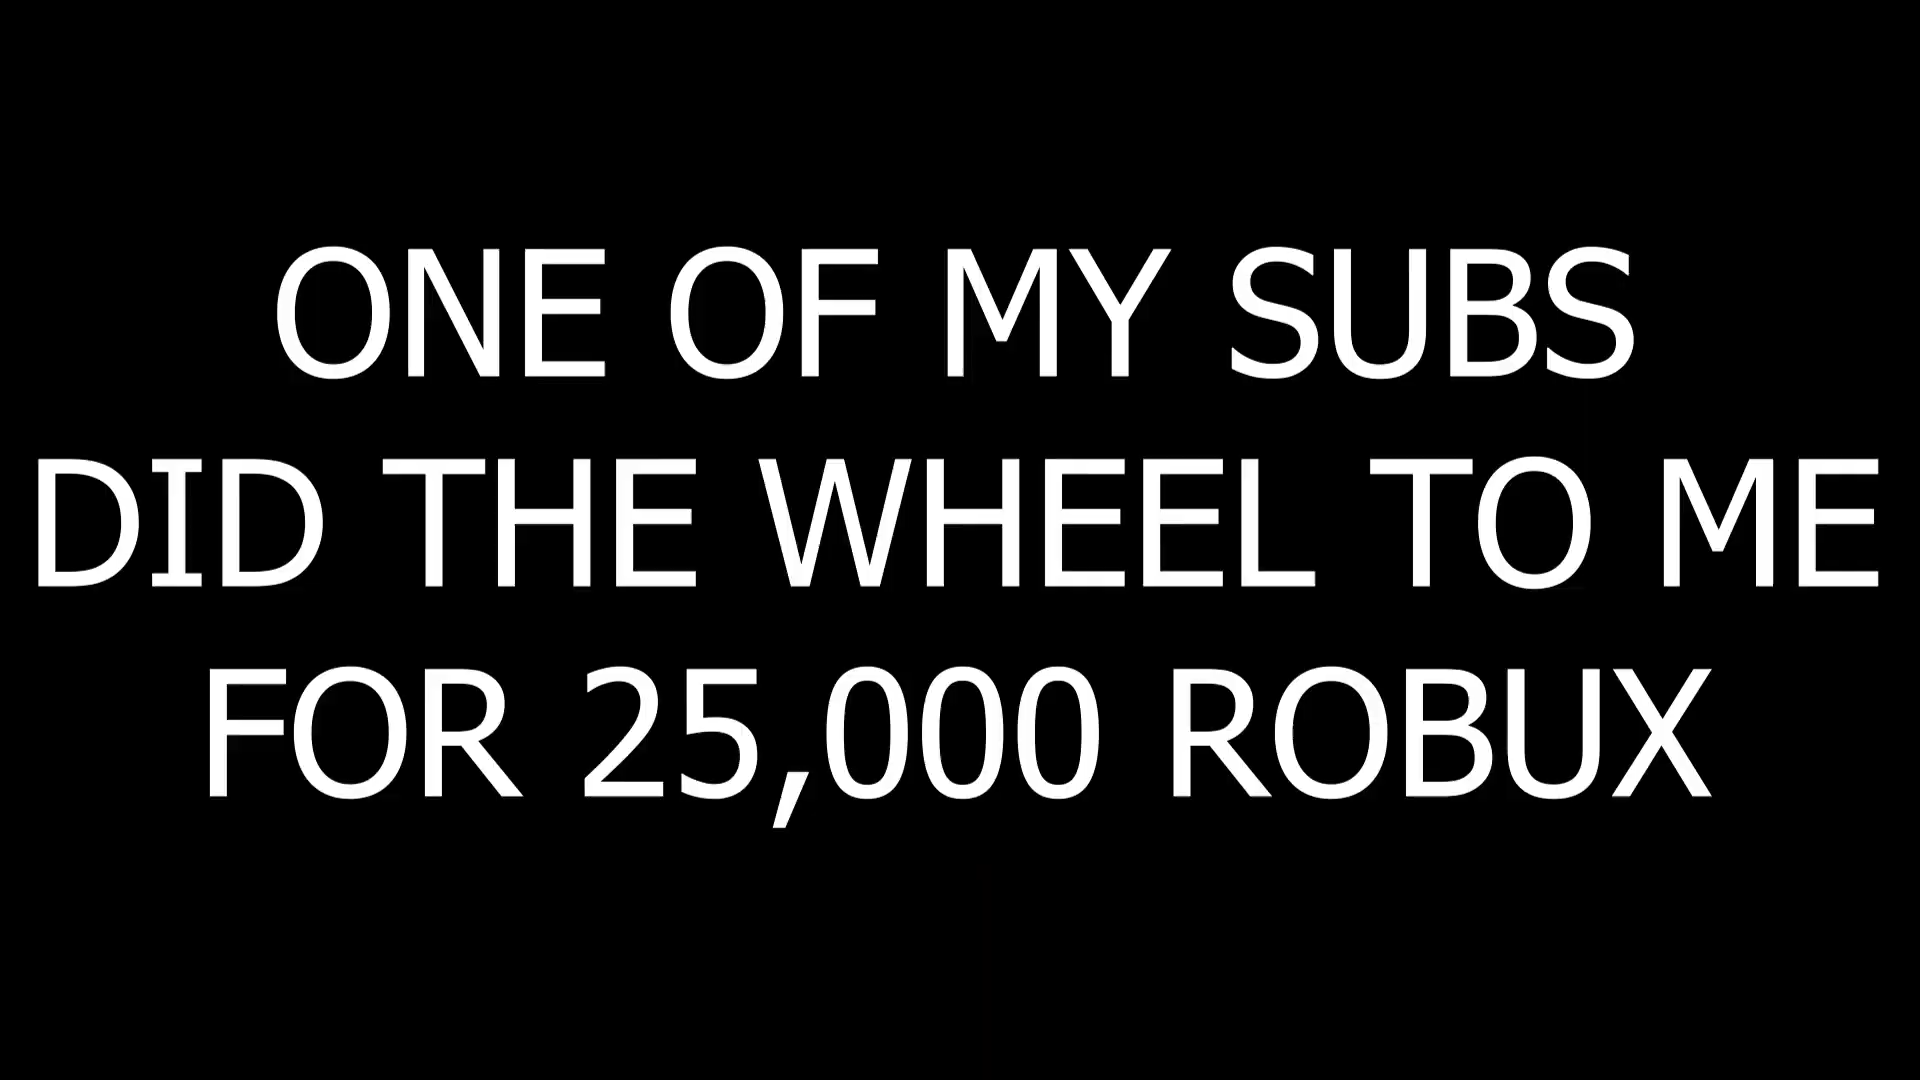 ONE OF MY SUBS
DID THE WHEEL TO ME
FOR 25,000 ROBUX